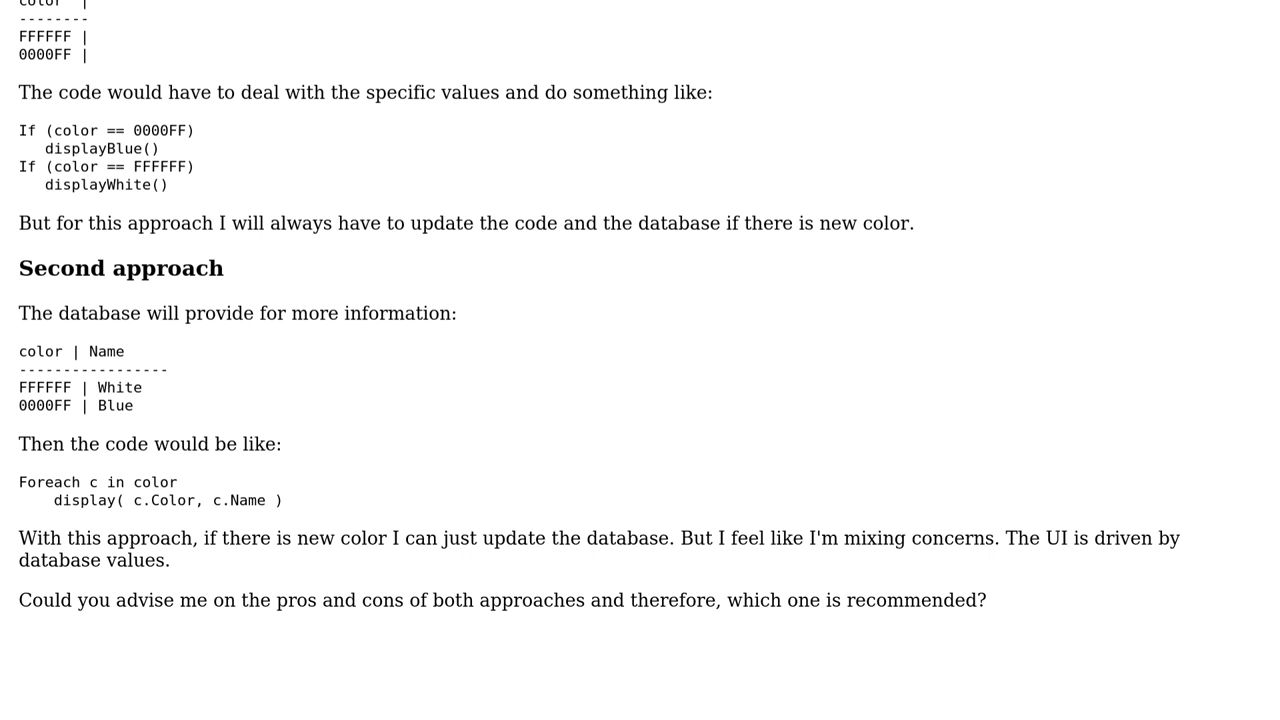 color  |
--------
FFFFFF |
0000FF |
The code would have to deal with the specific values and do something like:
If (color == 0000FF)
   displayBlue()
If (color == FFFFFF)
   displayWhite()
But for this approach I will always have to update the code and the database if there is new color.
Second approach
The database will provide for more information:
color | Name
-----------------
FFFFFF | White
0000FF | Blue
Then the code would be like:
Foreach c in color
    display( c.Color, c.Name )
With this approach, if there is new color I can just update the database. But I feel like I'm mixing concerns. The UI is driven by
database values.
Could you advise me on the pros and cons of both approaches and therefore, which one is recommended?